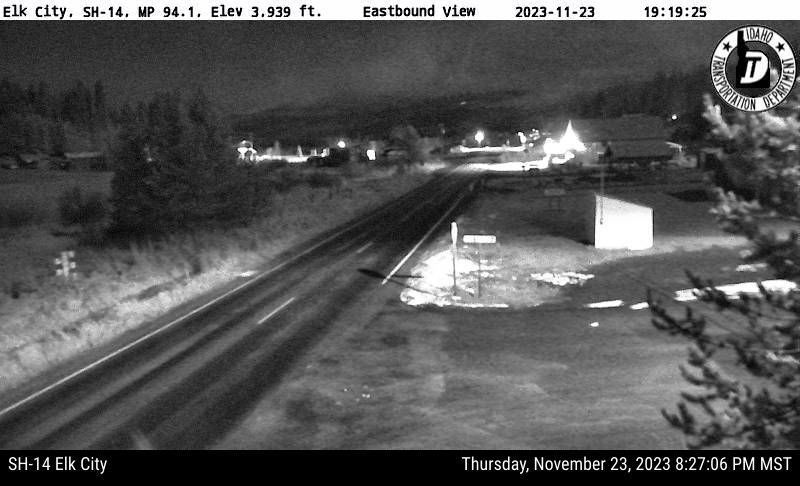 Elk City, SH-14, MP 94.1, Elev 3,939 ft. Eastbound View 2023-11-23 19:19:25
IDAHO TRANSPORTATION DEPARTMENT
SH-14 Elk City Thursday, November 23, 2023 8:27:06 PM MST